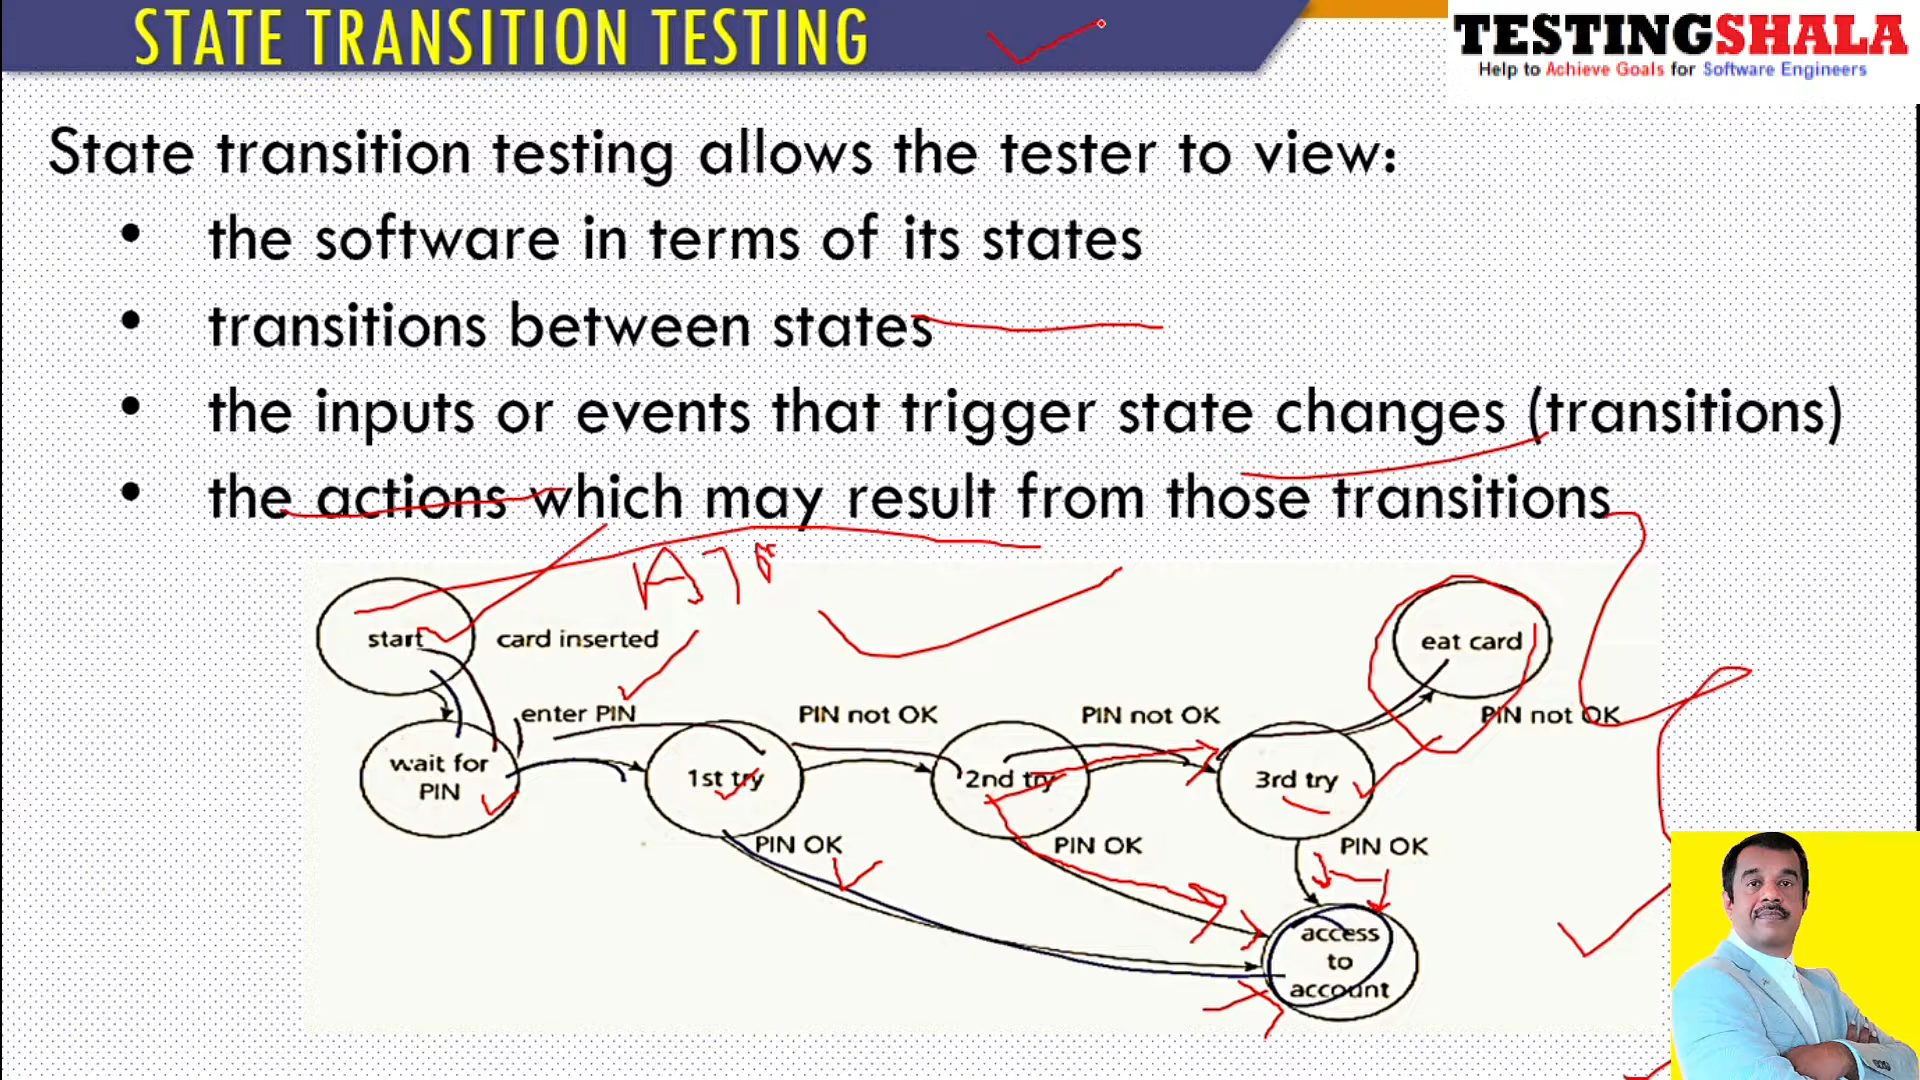 STATE TRANSITION TESTING
TESTINGSHALA
Help to Achieve Goals for Software Engineers
State transition testing allows the tester to view:
• the software in terms of its states
• transitions between states
• the inputs or events that trigger state changes (transitions)
• the actions which may result from those transitions
start
card inserted
eat card
enter PIN
PIN not OK
PIN not OK
PIN not OK
wait for
PIN
1st try
2nd try
3rd try
PIN OK
PIN OK
PIN OK
access
to
account